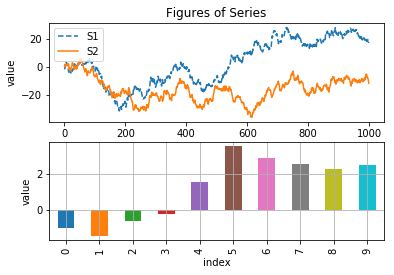 Figures of Series
S1
S2
value
20
0
−20
0 200 400 600 800 1000
value
2
0
0 1 2 3 4 5 6 7 8 9
index